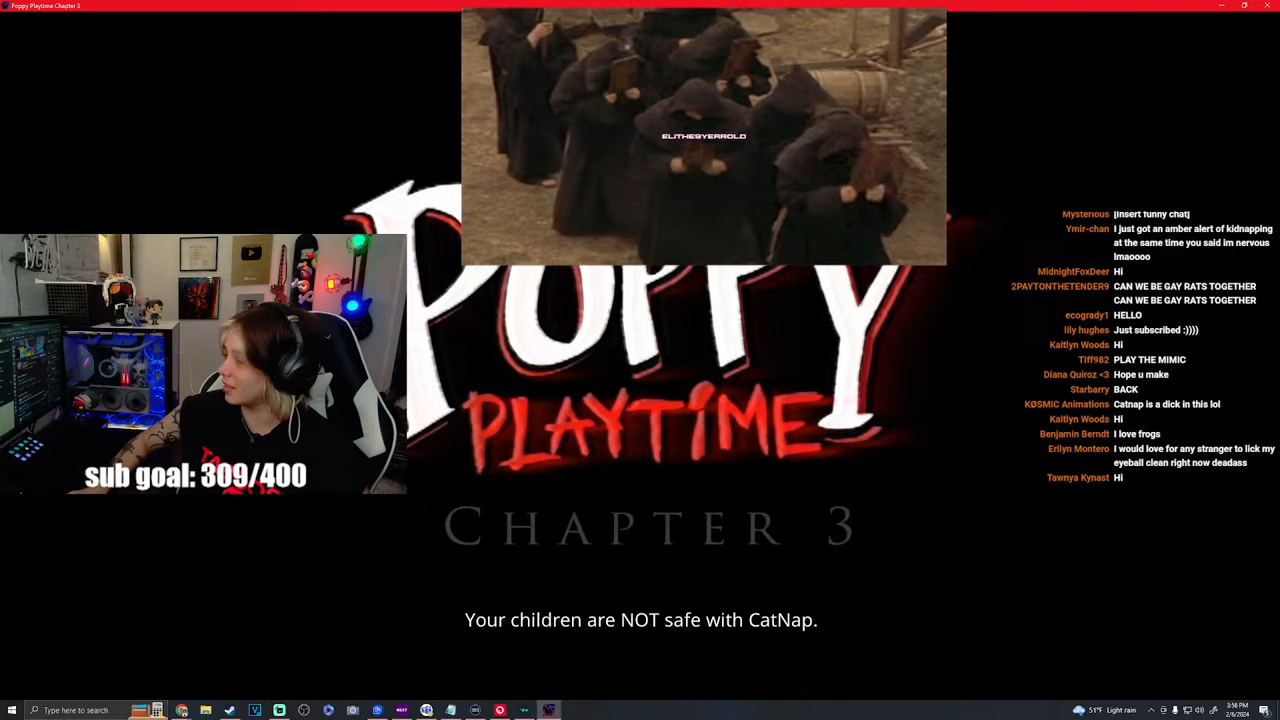 Poppy Playtime Chapter 3
ELITHE9YEAROLD
POPPY
PLAYTIME
CHAPTER 3
Your children are NOT safe with CatNap.
sub goal: 309/400
Mysterious [Insert funny chat]
Ymir-chan I just got an amber alert of kidnapping
at the same time you said im nervous
lmaoooo
MidnightFoxDeer Hi
2PAYTONTHETENDER9 CAN WE BE GAY RATS TOGETHER
CAN WE BE GAY RATS TOGETHER
ecogrady1 HELLO
lily hughes Just subscribed :))))
Kaitlyn Woods Hi
Tiff982 PLAY THE MIMIC
Diana Quiroz <3 Hope u make
Starbarry BACK
KØSMIC Animations Catnap is a dick in this lol
Kaitlyn Woods Hi
Benjamin Berndt I love frogs
Erilyn Montero I would love for any stranger to lick my
eyeball clean right now deadass
Tawnya Kynast Hi
Type here to search
51°F Light rain
3:56 PM
2/6/2024